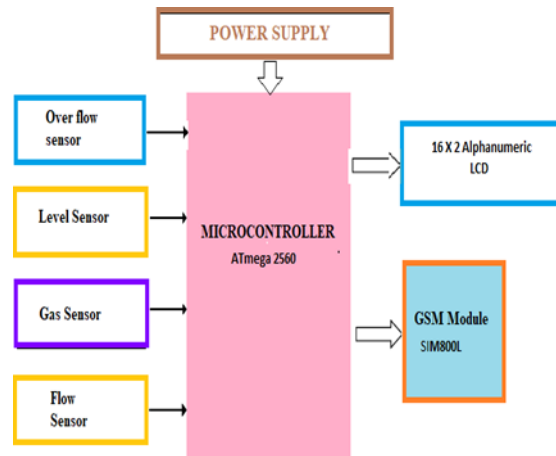 POWER SUPPLY
Over flow
sensor
Level Sensor
Gas Sensor
Flow
Sensor
MICROCONTROLLER
ATmega 2560
16 X 2 Alphanumeric
LCD
GSM Module
SIM800L